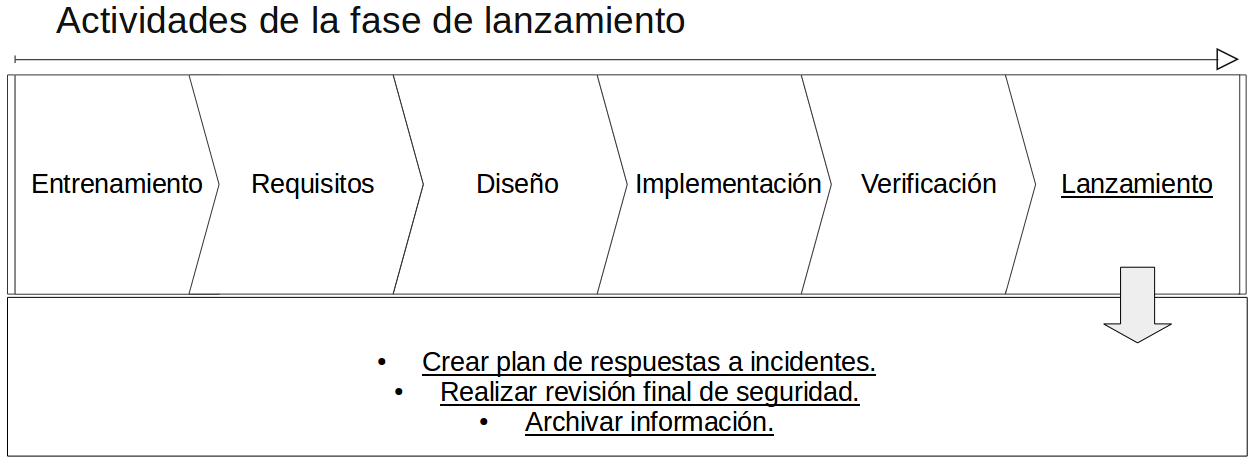 Actividades de la fase de lanzamiento
Entrenamiento
Requisitos
Diseño
Implementación
Verificación
Lanzamiento
• Crear plan de respuestas a incidentes.
• Realizar revisión final de seguridad.
• Archivar información.